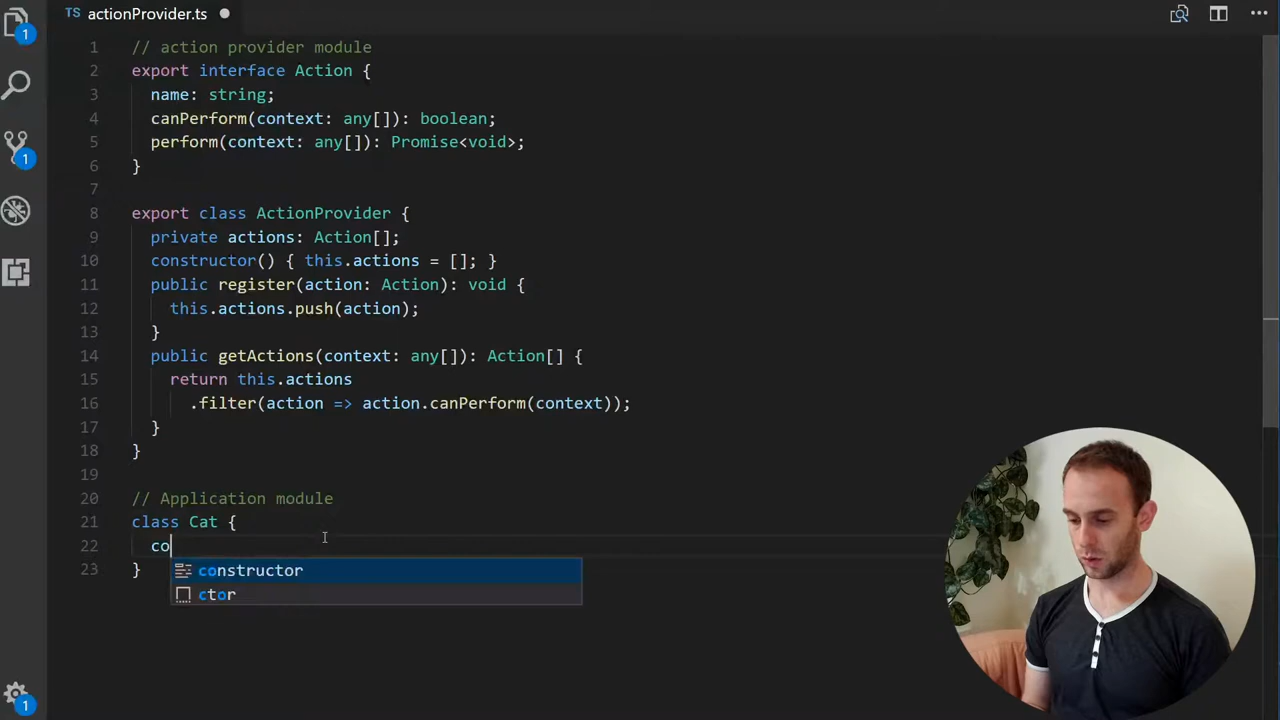 TS actionProvider.ts
1
1
1
1 // action provider module
2 export interface Action {
3 name: string;
4 canPerform(context: any[]): boolean;
5 perform(context: any[]): Promise<void>;
6 }
7
8 export class ActionProvider {
9 private actions: Action[];
10 constructor() { this.actions = []; }
11 public register(action: Action): void {
12 this.actions.push(action);
13 }
14 public getActions(context: any[]): Action[] {
15 return this.actions
16 .filter(action => action.canPerform(context));
17 }
18 }
19
20 // Application module
21 class Cat {
22 co
constructor
ctor
23 }